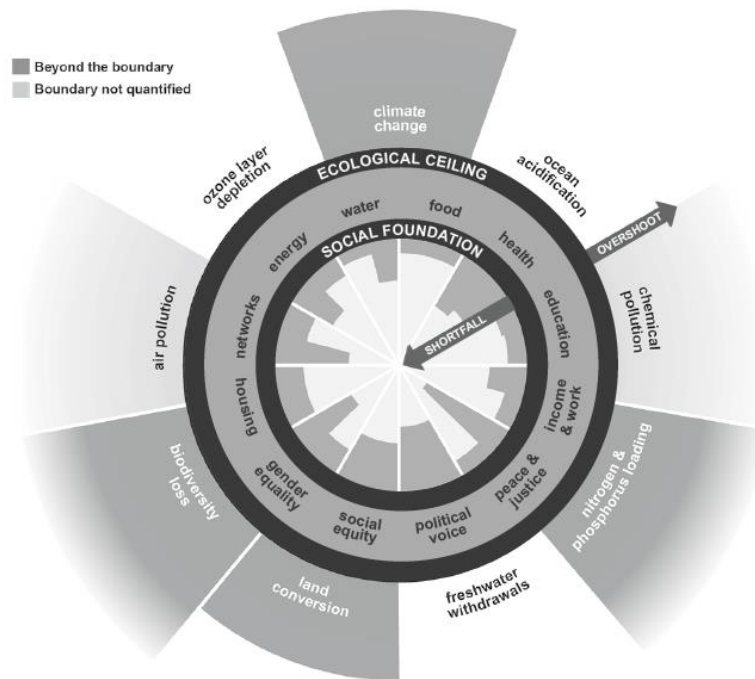 Beyond the boundary
Boundary not quantified
climate
change
ozone layer
depletion
ocean
acidification
ECOLOGICAL CEILING
water
food
energy
health
SOCIAL FOUNDATION
OVERSHOOT
networks
education
SHORTFALL
air pollution
chemical
pollution
housing
income
& work
gender
equality
peace &
justice
social
equity
political
voice
biodiversity
loss
nitrogen &
phosphorus loading
land
conversion
freshwater
withdrawals